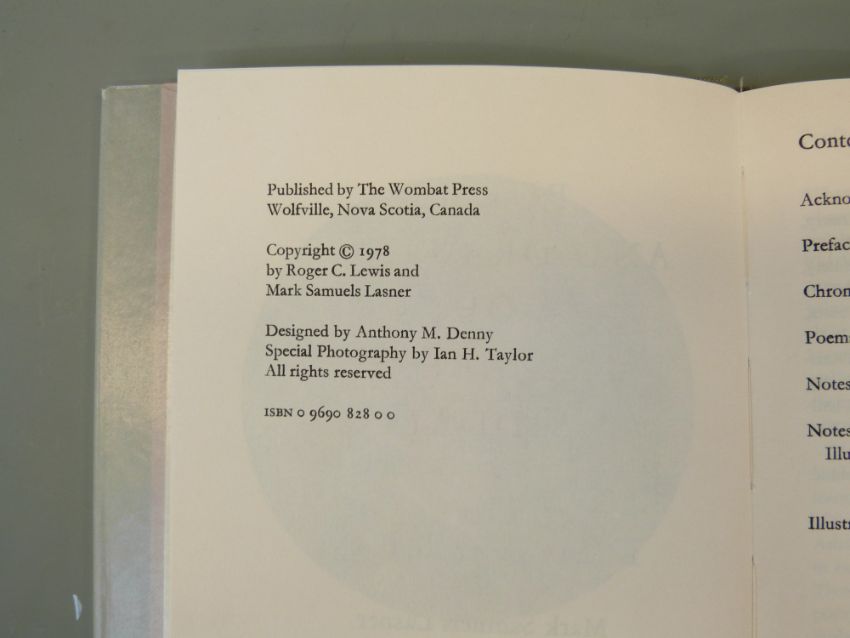 Published by The Wombat Press
Wolfville, Nova Scotia, Canada
Copyright © 1978
by Roger C. Lewis and
Mark Samuels Lasner
Designed by Anthony M. Denny
Special Photography by Ian H. Taylor
All rights reserved
ISBN 0 9690 828 0 0
Conte
Ackno
Prefac
Chron
Poem
Notes
Notes
Illu
Illustr